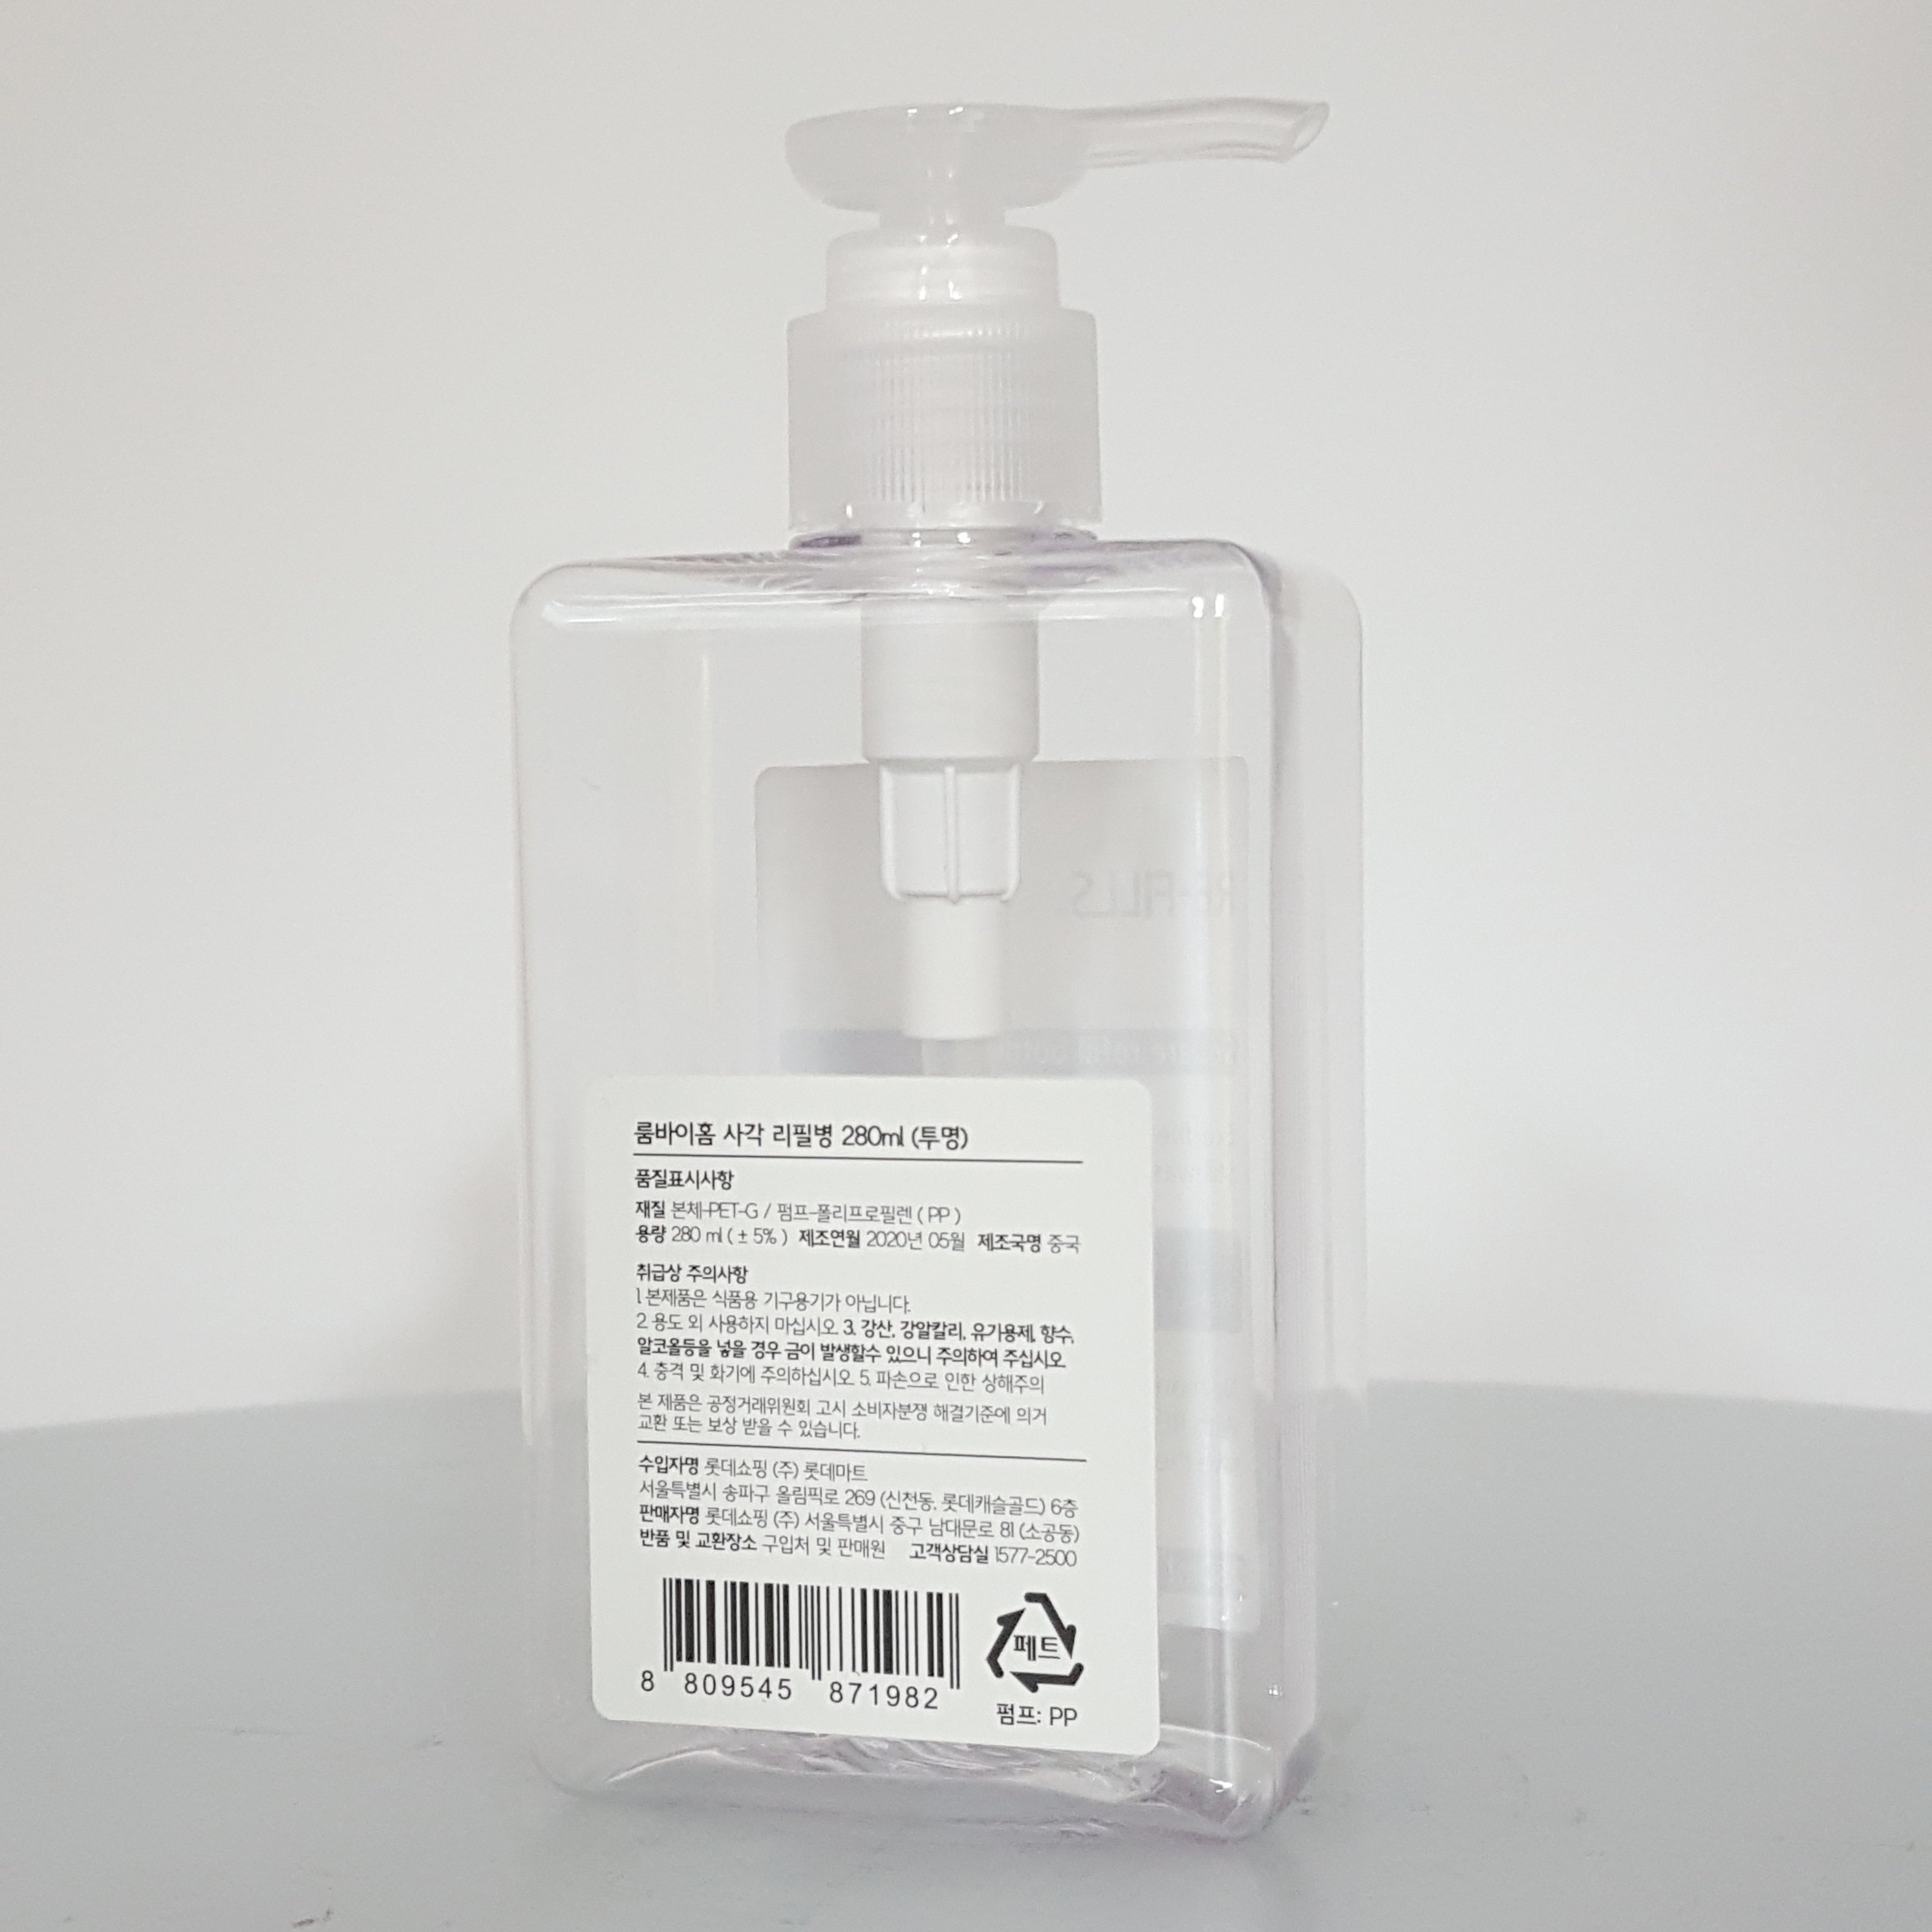 RE-FILLS
룸바이홈 사각 리필병 280ml (투명)
품질표시사항
재질 본체-PET-G / 펌프-폴리프로필렌 ( PP )
용량 280 ml ( ± 5% ) 제조연월 2020년 05월 제조국명 중국
취급상 주의사항
1. 본제품은 식품용 기구용기가 아닙니다.
2. 용도 외 사용하지 마십시오 3. 강산, 강알칼리, 유기용제, 향수,
알코올등을 넣을 경우 금이 발생할수 있으니 주의하여 주십시오
4. 충격 및 화기에 주의하십시오 5. 파손으로 인한 상해주의
본 제품은 공정거래위원회 고시 소비자분쟁 해결기준에 의거
교환 또는 보상 받을 수 있습니다.
수입자명 롯데쇼핑 (주) 롯데마트
서울특별시 송파구 올림픽로 269 (신천동, 롯데캐슬골드) 6층
판매자명 롯데쇼핑 (주) 서울특별시 중구 남대문로 81 (소공동)
반품 및 교환장소 구입처 및 판매원 고객상담실 1577-2500
페트
8 809545 871982
펌프: PP